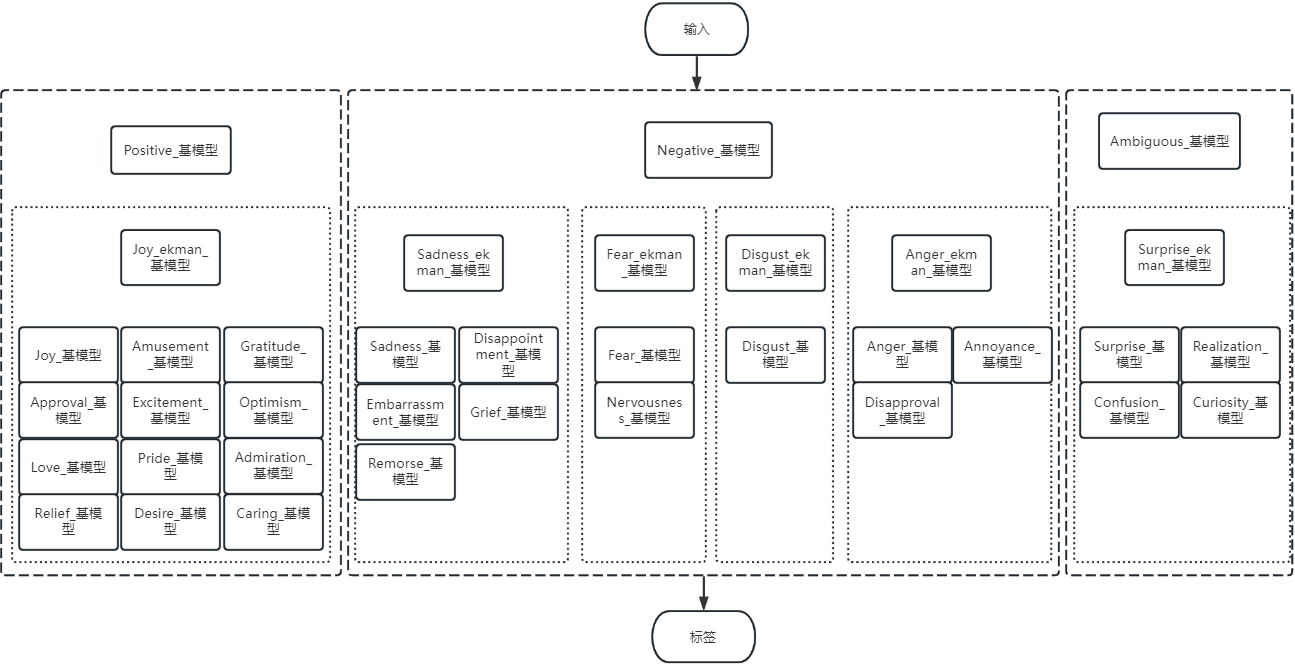 输入
Positive_基模型
Negative_基模型
Ambiguous_基模型
Joy_ekman_
基模型
Sadness_ek
man_基模型
Fear_ekman
_基模型
Disgust_ek
man_基模型
Anger_ekm
an_基模型
Surprise_ek
man_基模型
Joy_基模型
Amusement
_基模型
Gratitude_
基模型
Sadness_基
模型
Disappoint
ment_基模
型
Fear_基模型
Disgust_基
模型
Anger_基模
型
Annoyance_
基模型
Surprise_基
模型
Realization_
基模型
Approval_基
模型
Excitement_
基模型
Optimism_
基模型
Embarrassm
ent_基模型
Grief_基模型
Nervousnes
s_基模型
Disapproval
_基模型
Confusion_
基模型
Curiosity_基
模型
Love_基模型
Pride_基模
型
Admiration_
基模型
Remorse_基
模型
Relief_基模
型
Desire_基模
型
Caring_基模
型
标签